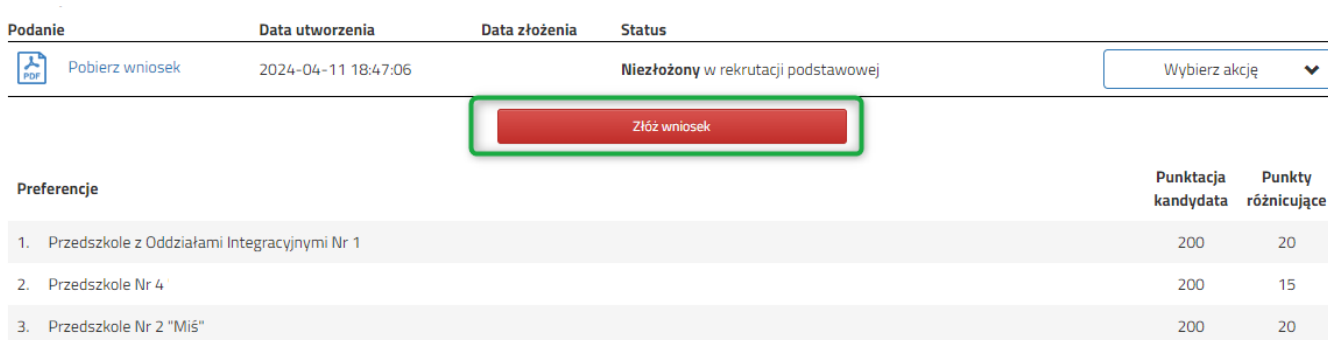 Podanie Data utworzenia Data złożenia Status
PDF Pobierz wniosek 2024-04-11 18:47:06 Niezłożony w rekrutacji podstawowej Wybierz akcję
Złóż wniosek
Preferencje Punktacja kandydata Punkty różnicujące
1. Przedszkole z Oddziałami Integracyjnymi Nr 1 200 20
2. Przedszkole Nr 4 200 15
3. Przedszkole Nr 2 "Miś" 200 20